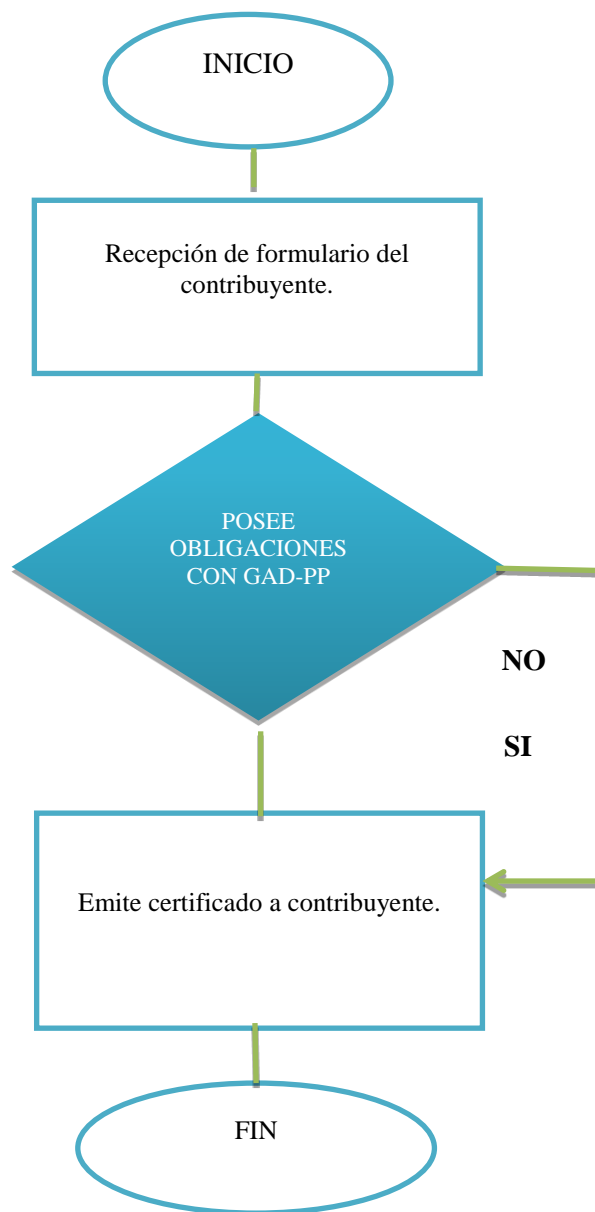 INICIO
Recepción de formulario del
contribuyente.
POSEE
OBLIGACIONES
CON GAD-PP
NO
SI
Emite certificado a contribuyente.
FIN